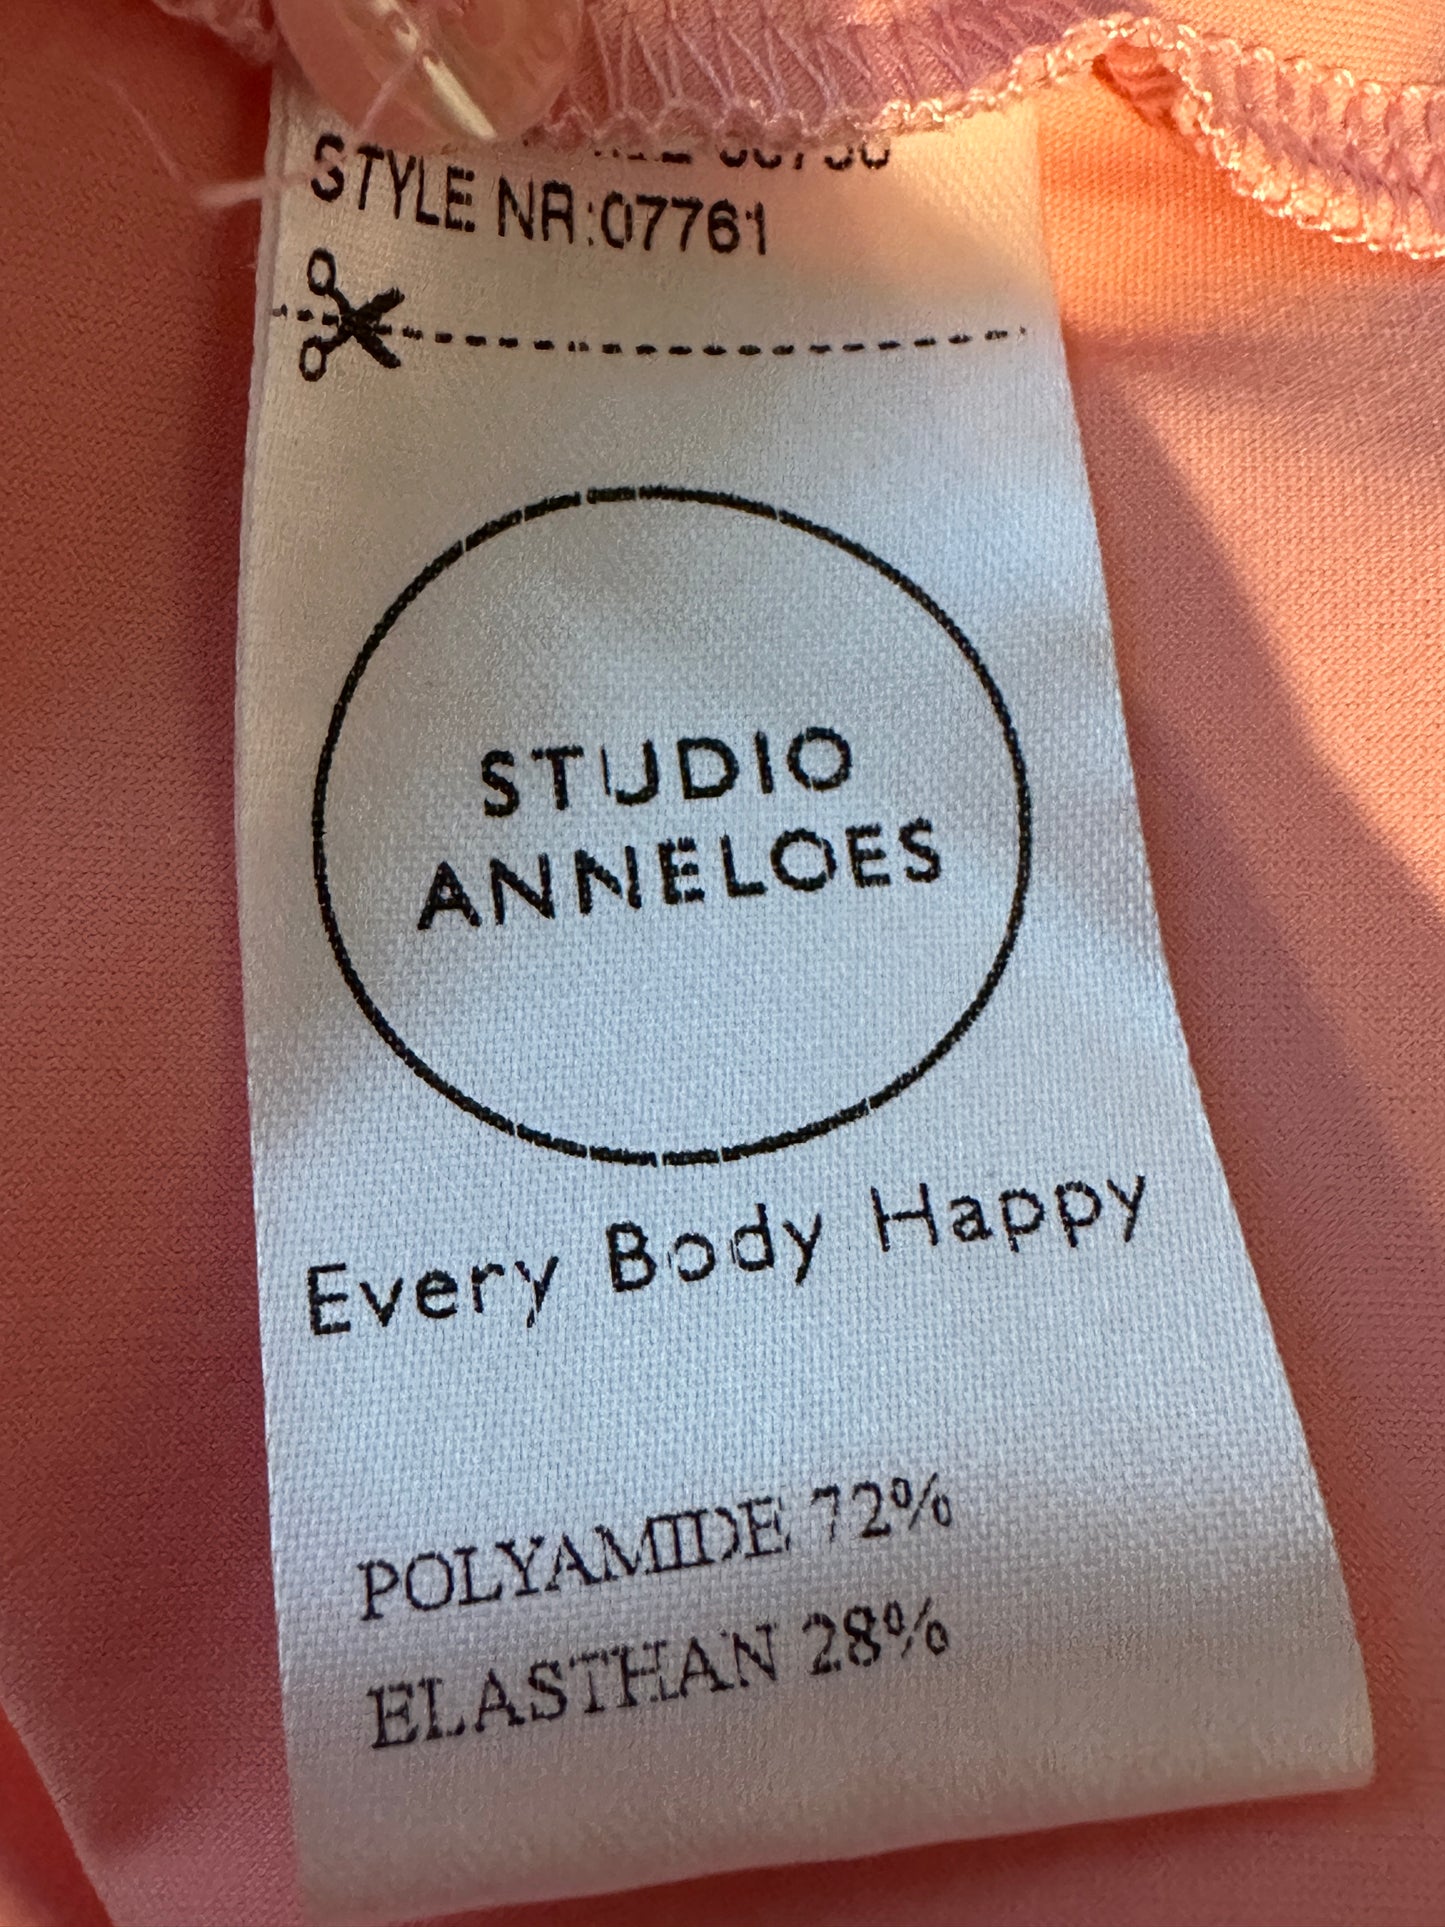 STYLE NR:07761
STUDIO
ANNELOES
Every Body Happy
POLYAMIDE 72%
ELASTHAN 28%